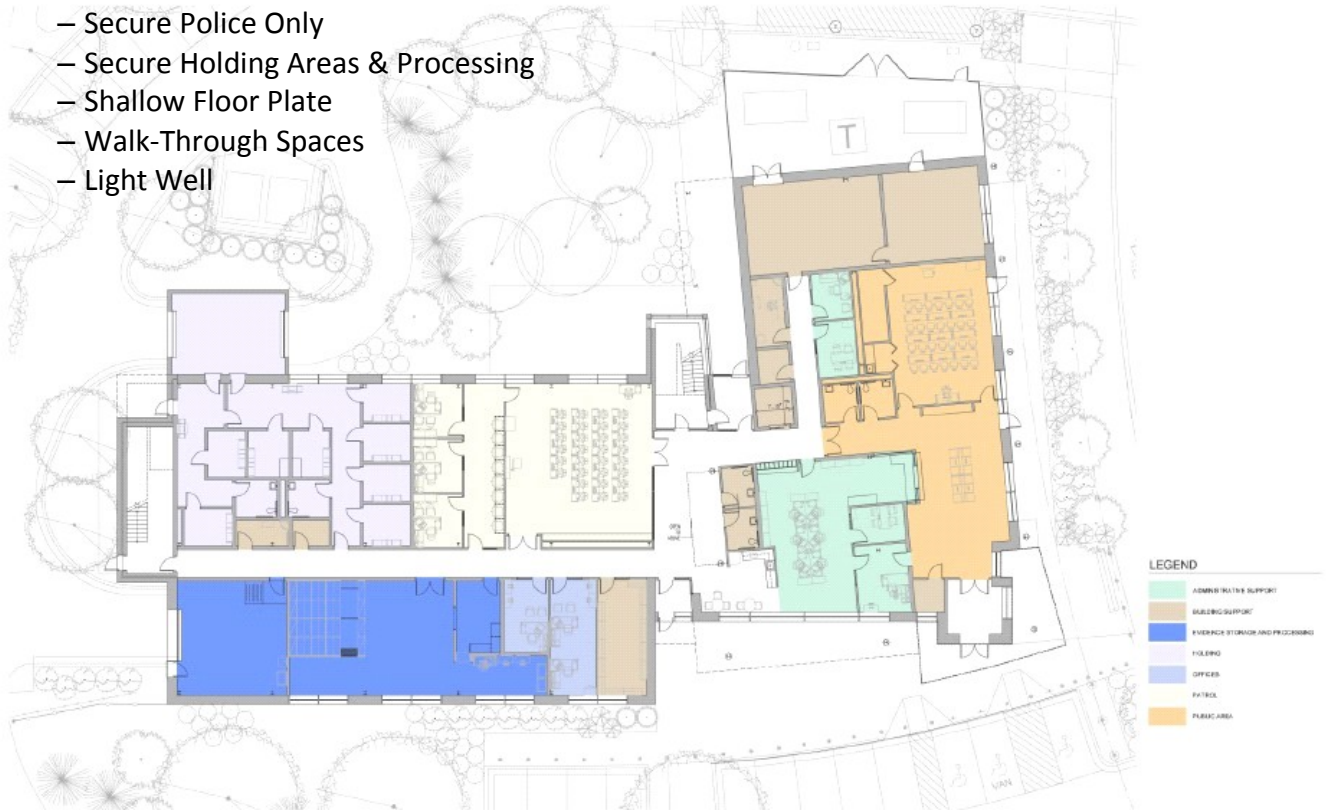 – Secure Police Only
– Secure Holding Areas & Processing
– Shallow Floor Plate
– Walk-Through Spaces
– Light Well
T
LEGEND
ADMINISTRATIVE SUPPORT
BUILDING SUPPORT
EVIDENCE STORAGE AND PROCESSING
HOLDING
OFFICES
PATROL
PUBLIC AREA
VAN